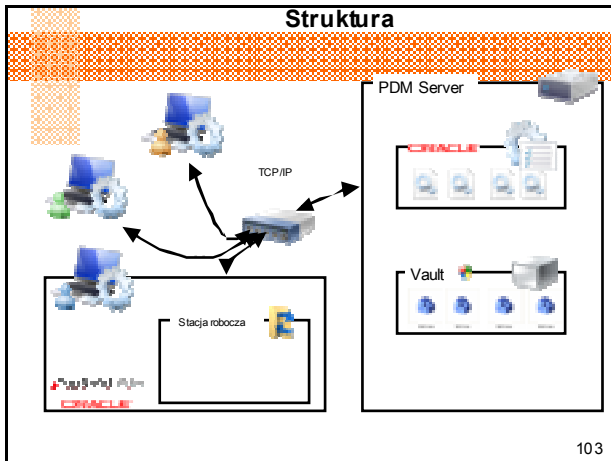 Struktura
PDM Server
TCP/IP
ORACLE
Vault
Stacja robocza
ORACLE
103